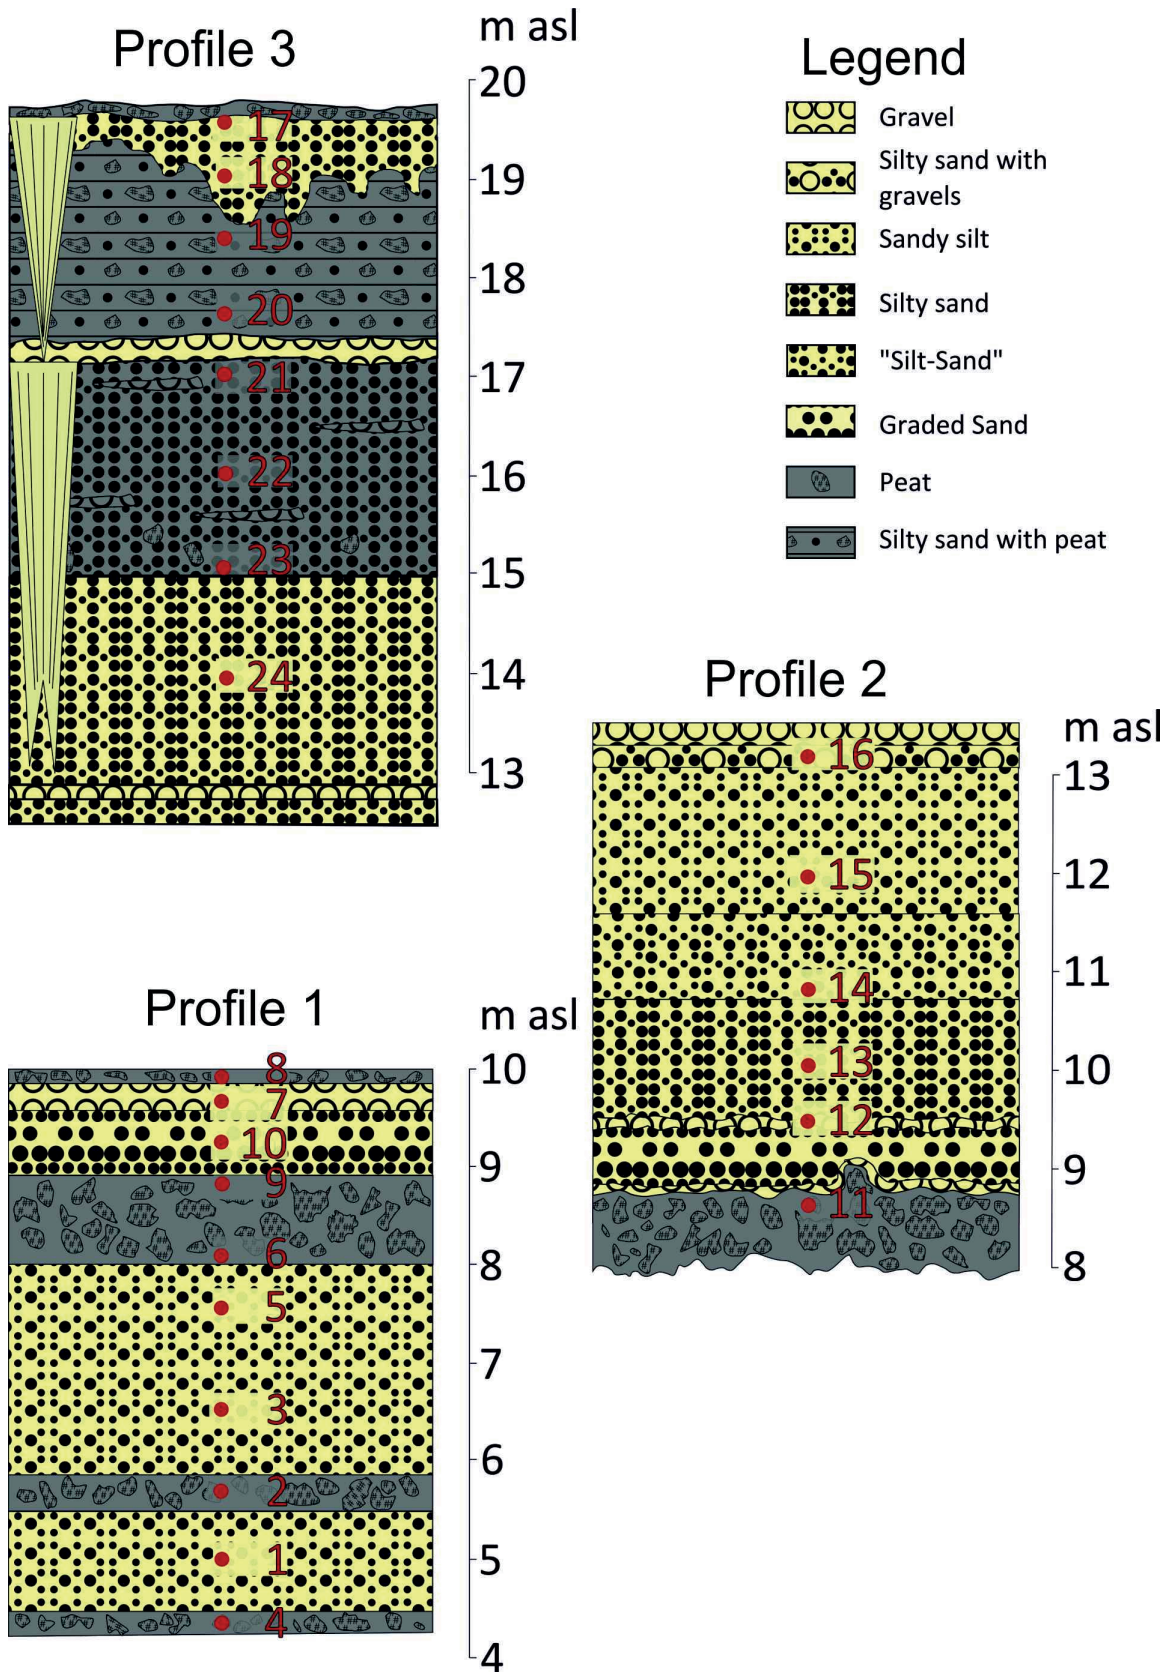 Profile 3
m asl
20
19
18
17
16
15
14
13
17
18
19
20
21
22
23
24
Legend
Gravel
Silty sand with
gravels
Sandy silt
Silty sand
"Silt-Sand"
Graded Sand
Peat
Silty sand with peat
Profile 2
m asl
13
12
11
10
9
8
16
15
14
13
12
11
Profile 1
m asl
10
9
8
7
6
5
4
8
7
10
9
6
5
3
2
1
4